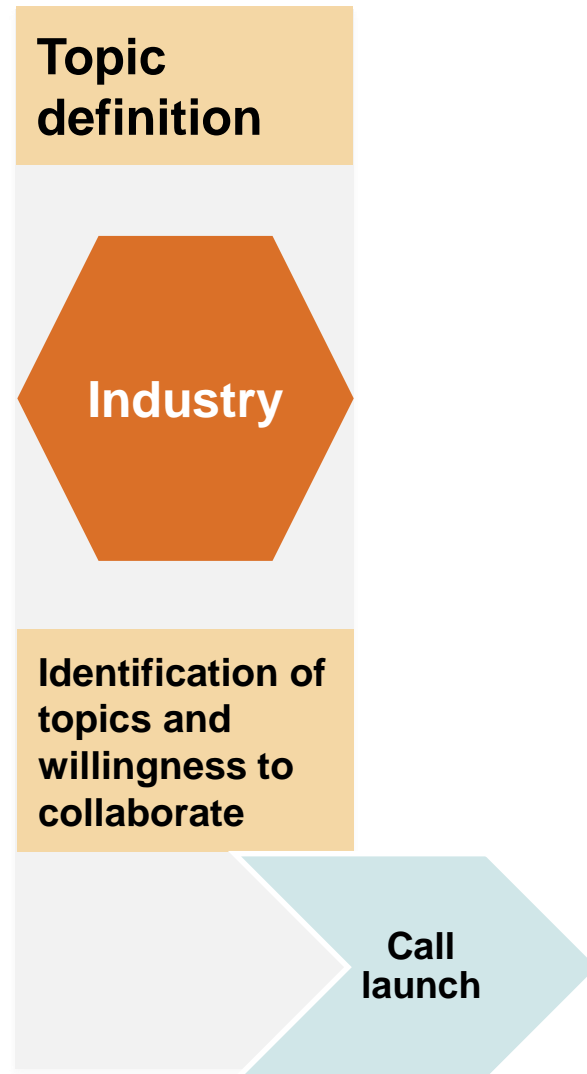 Topic
definition
Industry
Identification of
topics and
willingness to
collaborate
Call
launch